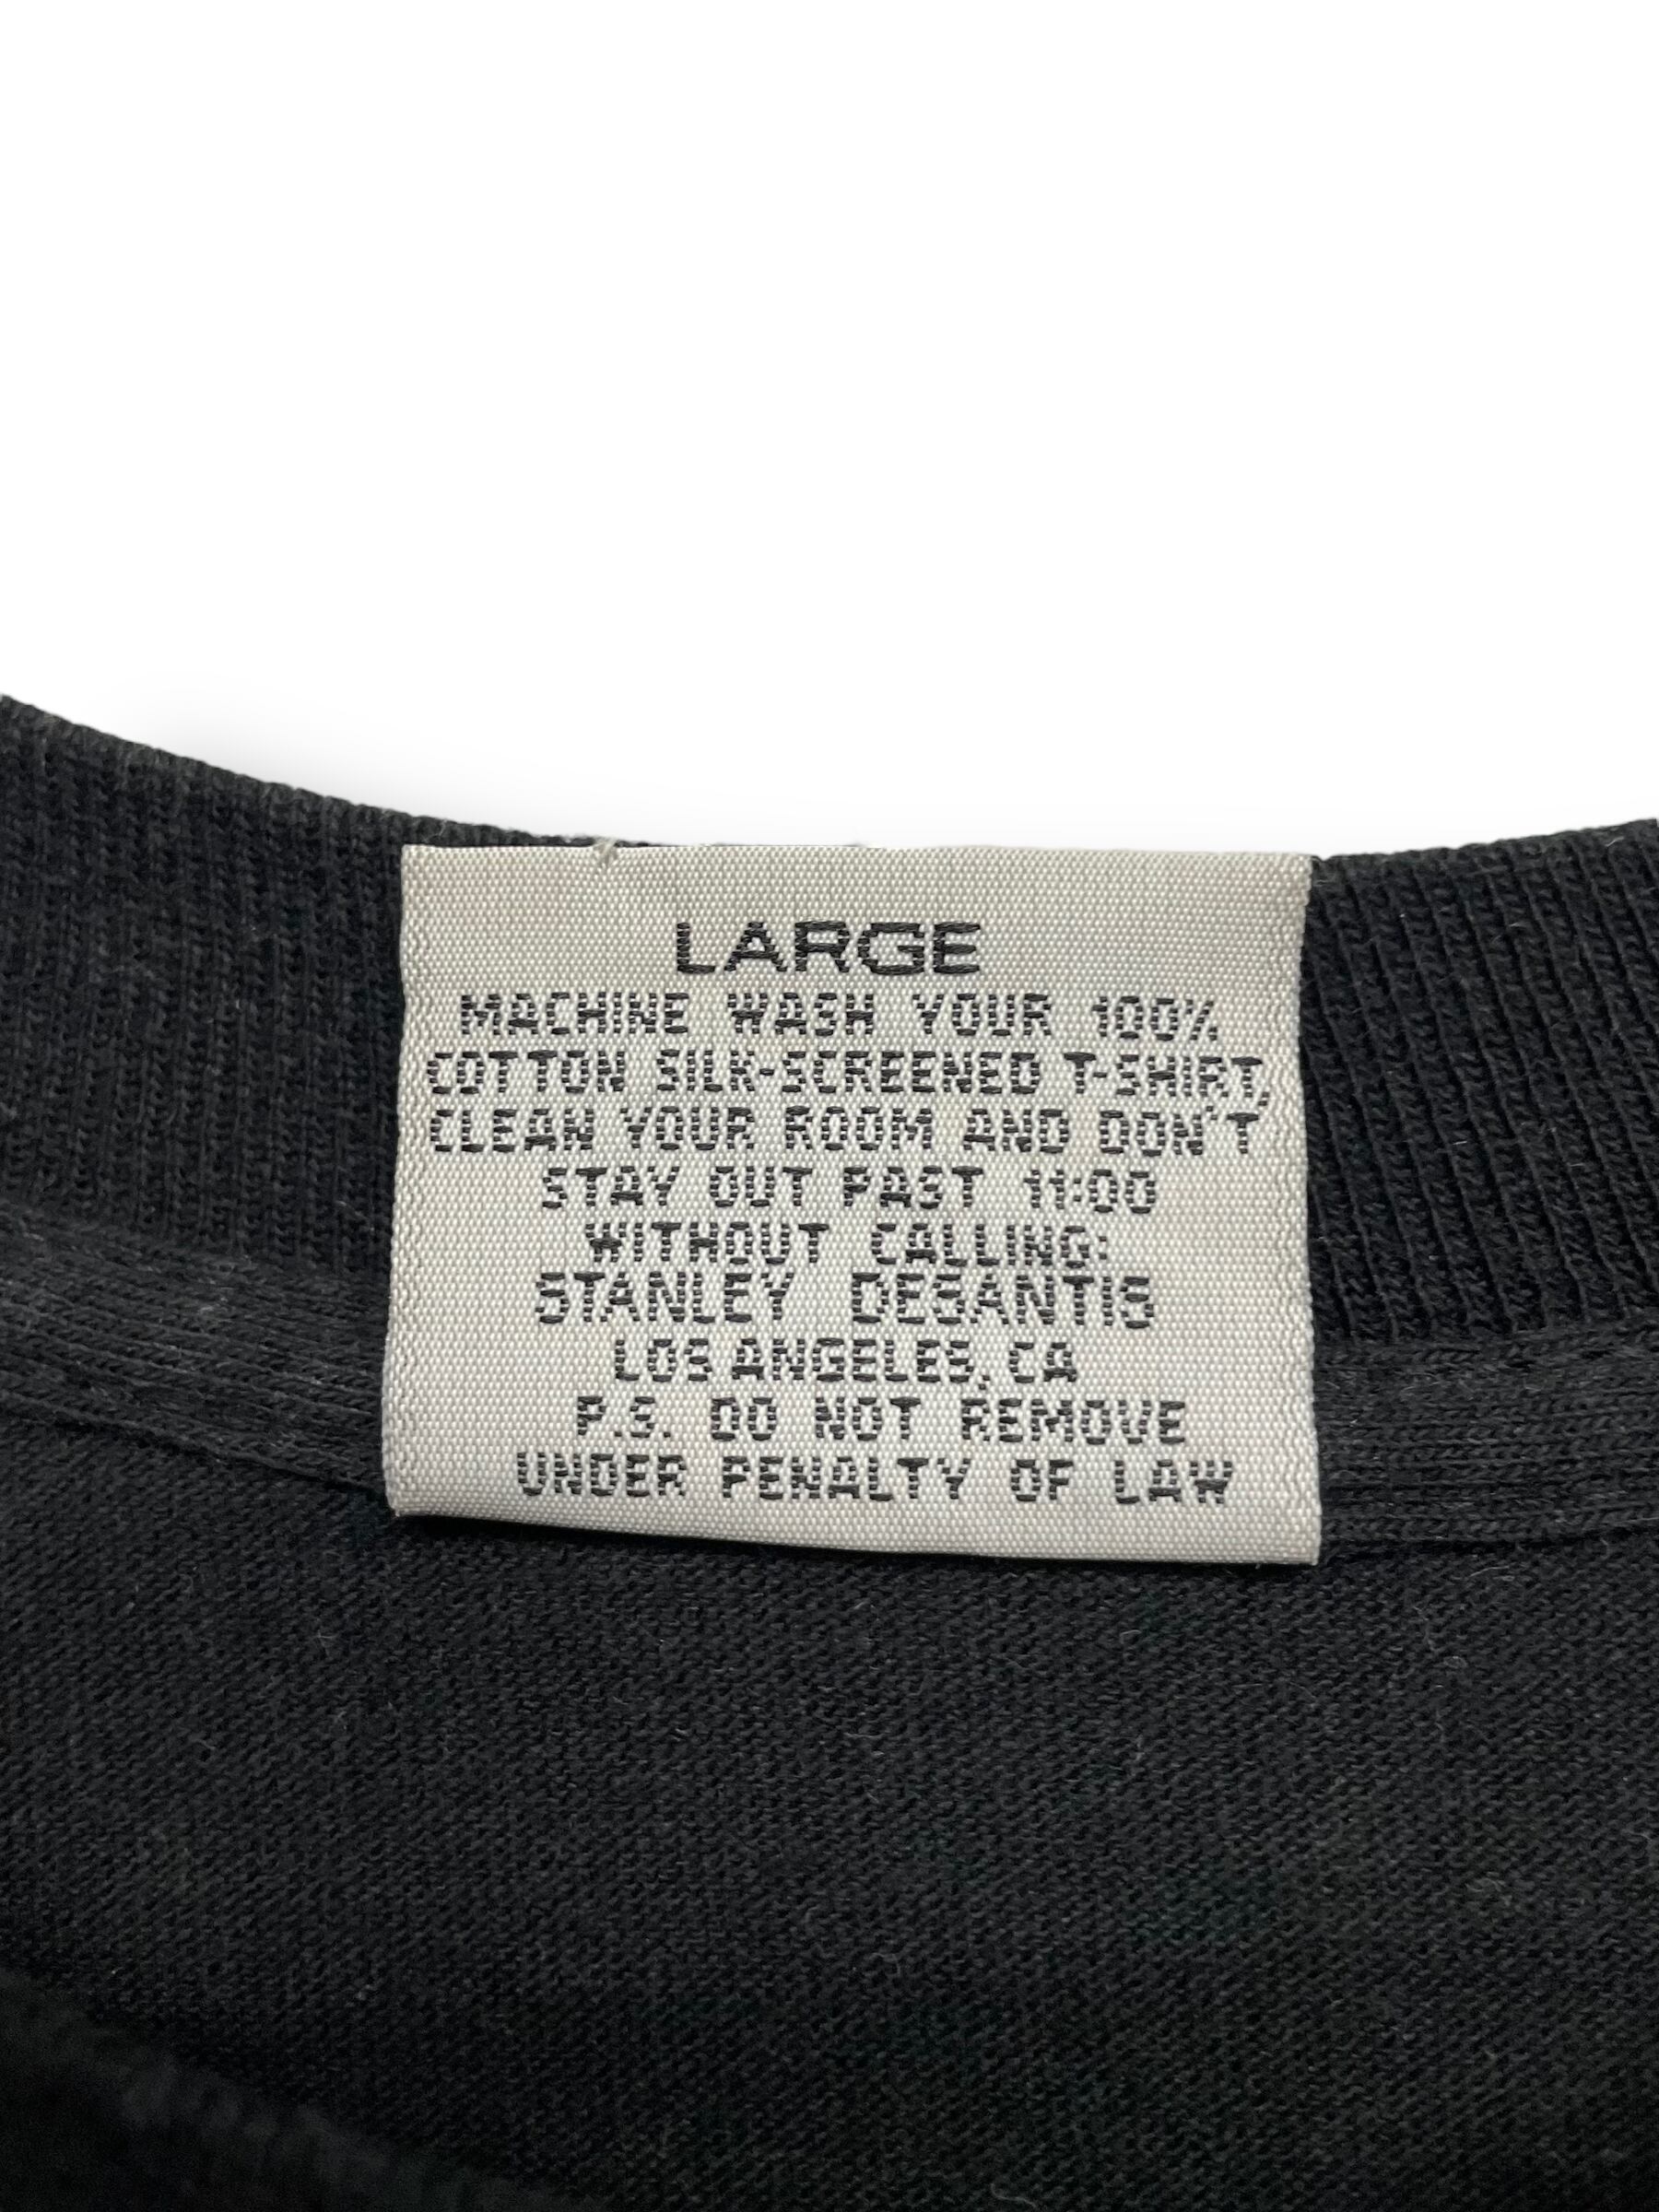 LARGE
MACHINE WASH YOUR 100%
COTTON SILK-SCREENED T-SHIRT,
CLEAN YOUR ROOM AND DON'T
STAY OUT PAST 11:00
WITHOUT CALLING:
STANLEY DESANTIS
LOS ANGELES, CA
P.S. DO NOT REMOVE
UNDER PENALTY OF LAW